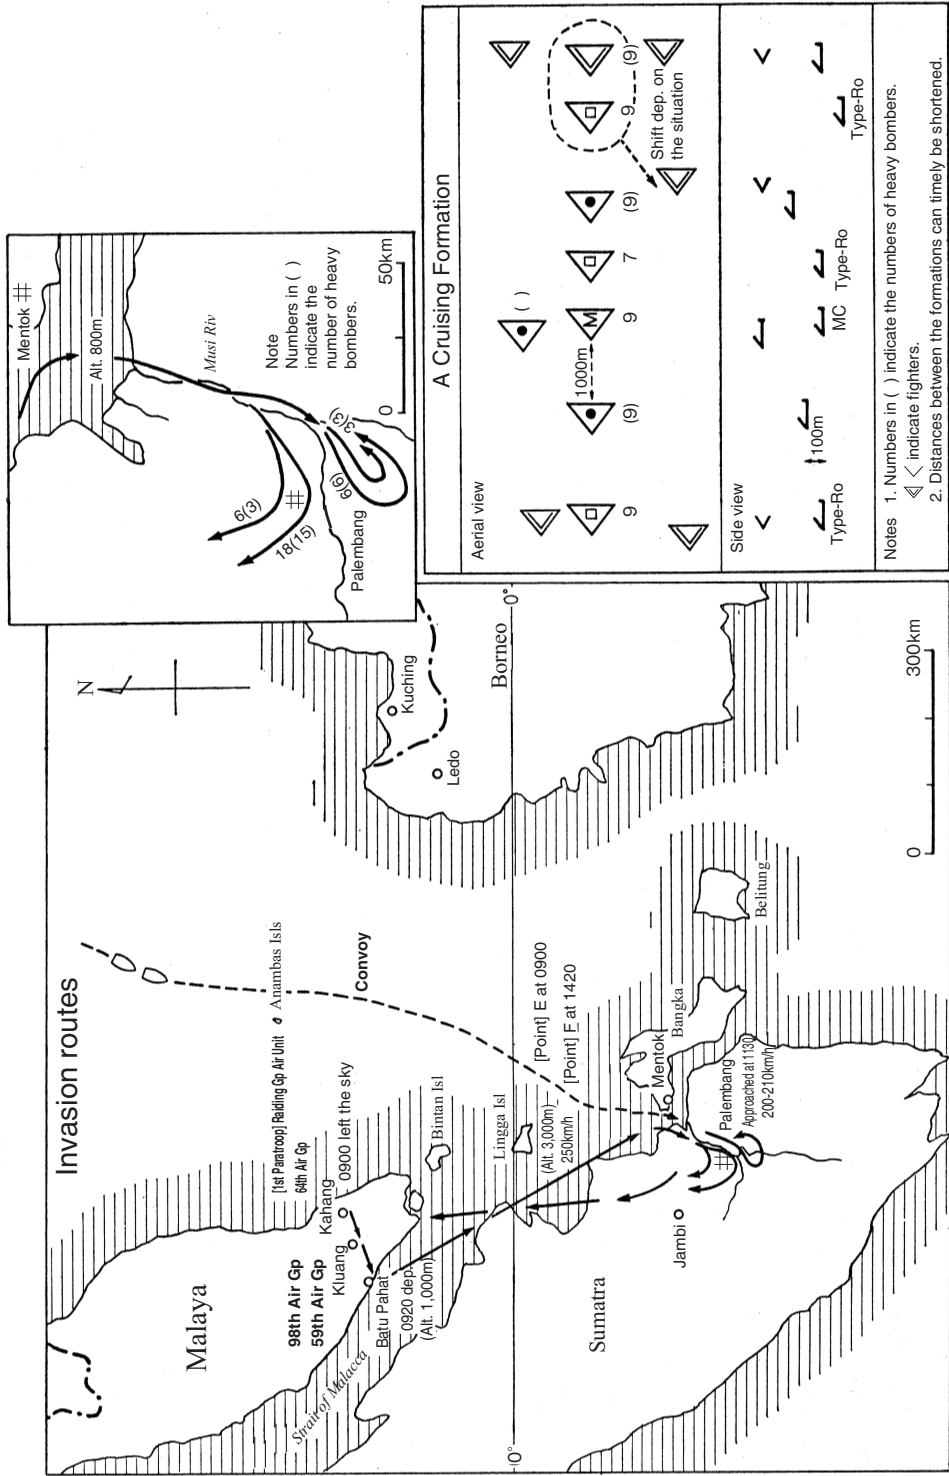 Invasion routes
N
Malaya
98th Air Gp
59th Air Gp
Kluang
Kahang
0900 left the sky
[1st Paratroop] Raiding Gp Air Unit
64th Air Gp
Anambas Isls
Convoy
Batu Pahat
0920 dep.
(Alt. 1,000m)
Strait of Malacca
Bintan Isl
Lingga Isl
(Alt. 3,000m)
250km/h
[Point] E at 0900
[Point] F at 1420
Kuching
Ledo
Borneo
0°
0°
Sumatra
Jambi
Mentok
Bangka
Palembang
Approached at 1130
200-210km/h
Belitung
0
300km
Mentok
Alt. 800m
Musi Riv
6(3)
18(15)
6(6)
3(3)
Palembang
Note
Numbers in ( )
indicate the
number of heavy
bombers.
0
50km
A Cruising Formation
Aerial view
( )
M
1000m
9
(9)
9
7
(9)
9
(9)
Shift dep. on
the situation
Side view
Type-Ro
100m
MC
Type-Ro
Type-Ro
Notes 1. Numbers in ( ) indicate the numbers of heavy bombers.
indicate fighters.
2. Distances between the formations can timely be shortened.